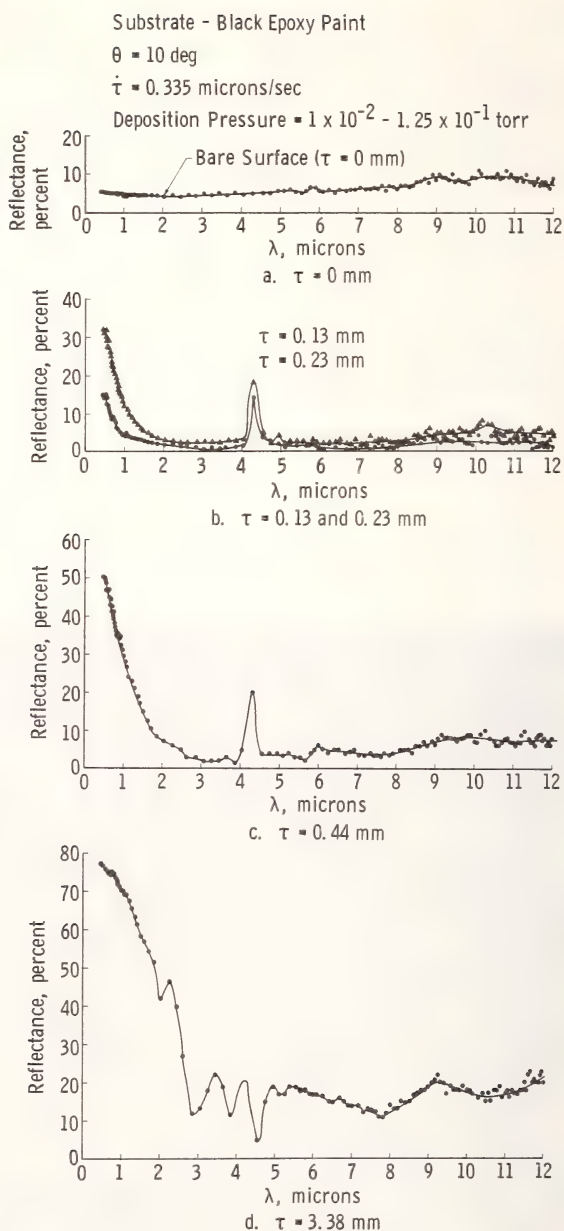 Substrate - Black Epoxy Paint
θ = 10 deg
τ̇ = 0.335 microns/sec
Deposition Pressure = 1 x 10⁻² - 1.25 x 10⁻¹ torr
Reflectance, percent
20
10
0
Bare Surface (τ = 0 mm)
0 1 2 3 4 5 6 7 8 9 10 11 12
λ, microns
a. τ = 0 mm
Reflectance, percent
40
30
20
10
0
τ = 0.13 mm
τ = 0.23 mm
0 1 2 3 4 5 6 7 8 9 10 11 12
λ, microns
b. τ = 0.13 and 0.23 mm
Reflectance, percent
60
50
40
30
20
10
0
0 1 2 3 4 5 6 7 8 9 10 11 12
λ, microns
c. τ = 0.44 mm
Reflectance, percent
80
70
60
50
40
30
20
10
0
0 1 2 3 4 5 6 7 8 9 10 11 12
λ, microns
d. τ = 3.38 mm